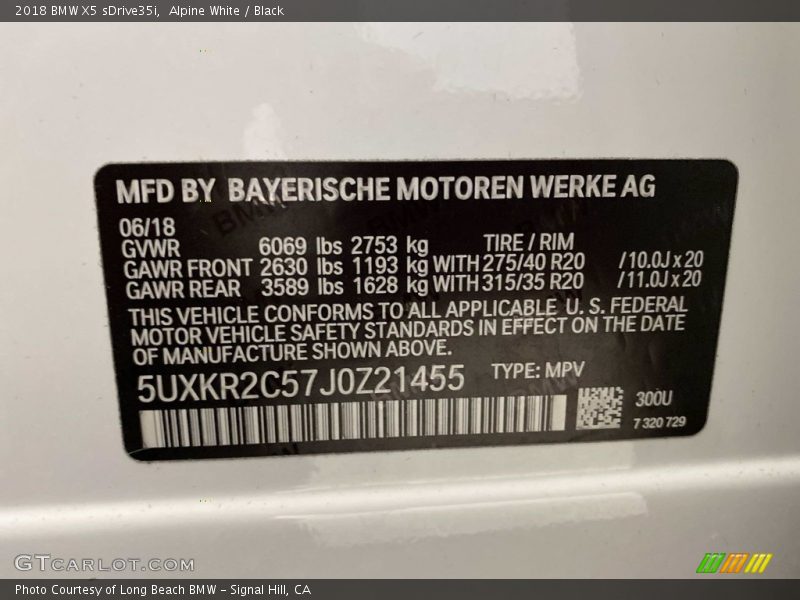 2018 BMW X5 sDrive35i,  Alpine White / Black
MFD BY BAYERISCHE MOTOREN WERKE AG
06/18
GVWR 6069 lbs 2753 kg TIRE / RIM
GAWR FRONT 2630 lbs 1193 kg WITH 275/40 R20 /10.0J x 20
GAWR REAR 3589 lbs 1628 kg WITH 315/35 R20 /11.0J x 20
THIS VEHICLE CONFORMS TO ALL APPLICABLE U. S. FEDERAL
MOTOR VEHICLE SAFETY STANDARDS IN EFFECT ON THE DATE
OF MANUFACTURE SHOWN ABOVE.
5UXKR2C57J0Z21455 TYPE: MPV
300U
7 320 729
GTCARLOT.COM
Photo Courtesy of Long Beach BMW - Signal Hill, CA